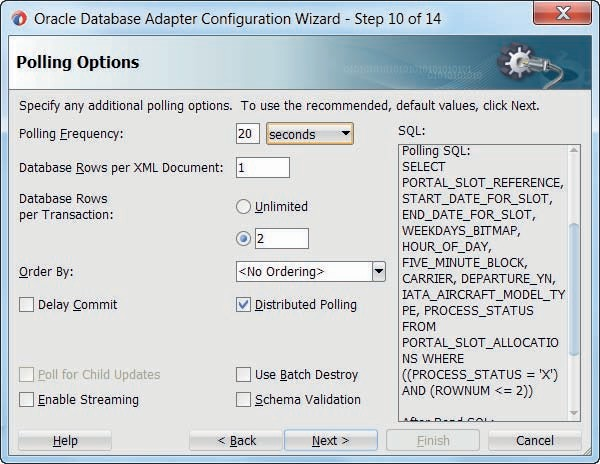 Oracle Database Adapter Configuration Wizard - Step 10 of 14
Polling Options
Specify any additional polling options. To use the recommended, default values, click Next.
Polling Frequency:
20
seconds
Database Rows per XML Document:
1
Database Rows
per Transaction:
Unlimited
2
Order By:
<No Ordering>
Delay Commit
Distributed Polling
Poll for Child Updates
Use Batch Destroy
Enable Streaming
Schema Validation
SQL:
Polling SQL:
SELECT
PORTAL_SLOT_REFERENCE,
START_DATE_FOR_SLOT,
END_DATE_FOR_SLOT,
WEEKDAYS_BITMAP,
HOUR_OF_DAY,
FIVE_MINUTE_BLOCK,
CARRIER, DEPARTURE_YN,
IATA_AIRCRAFT_MODEL_TY
PE, PROCESS_STATUS
FROM
PORTAL_SLOT_ALLOCATIO
NS WHERE
((PROCESS_STATUS = 'X')
AND (ROWNUM <= 2))
After Read SQL:
Help
< Back
Next >
Finish
Cancel